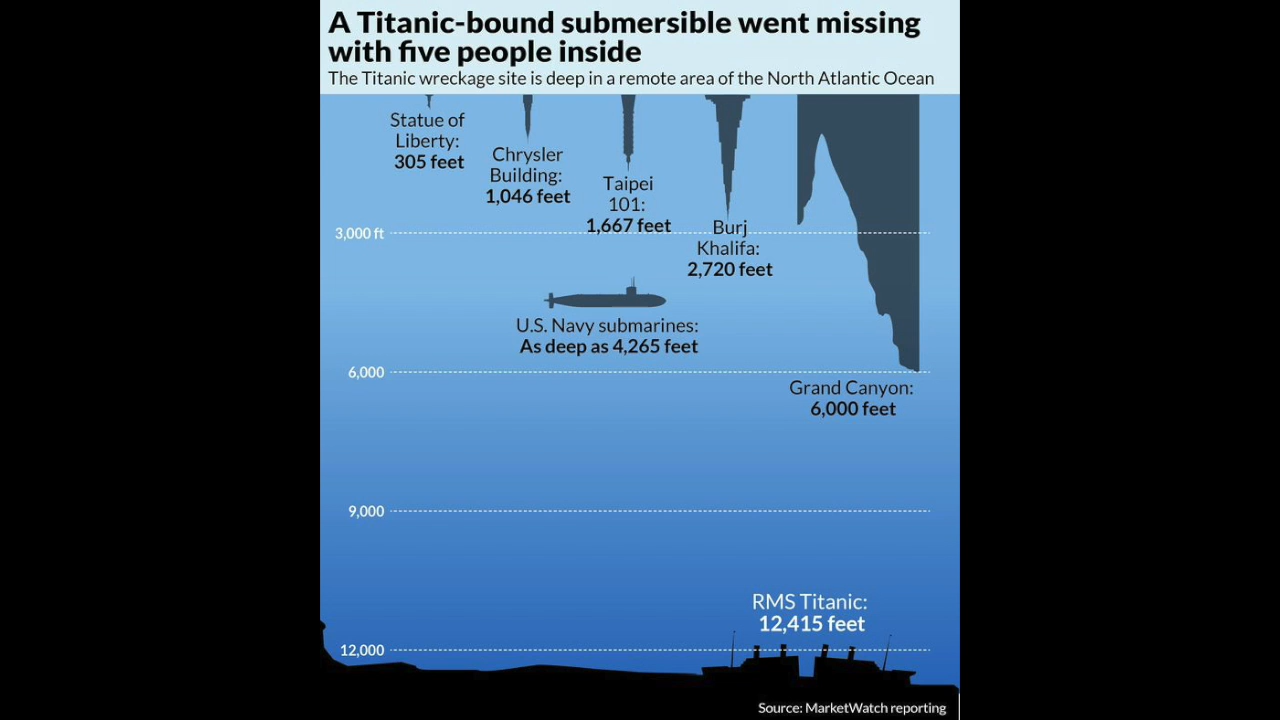 A Titanic-bound submersible went missing
with five people inside
The Titanic wreckage site is deep in a remote area of the North Atlantic Ocean
Statue of
Liberty:
305 feet
Chrysler
Building:
1,046 feet
Taipei
101:
1,667 feet
Burj
Khalifa:
2,720 feet
3,000 ft
U.S. Navy submarines:
As deep as 4,265 feet
6,000
Grand Canyon:
6,000 feet
9,000
RMS Titanic:
12,415 feet
12,000
Source: MarketWatch reporting